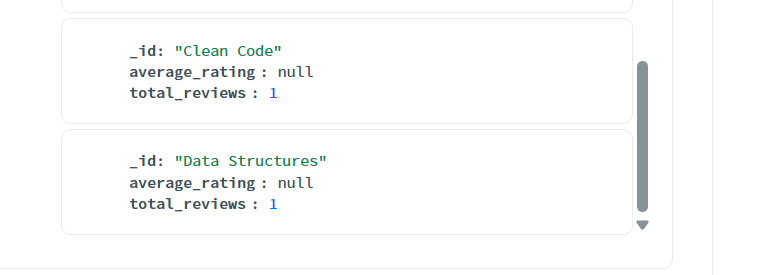 _id: "Clean Code"
average_rating : null
total_reviews : 1
_id: "Data Structures"
average_rating : null
total_reviews : 1